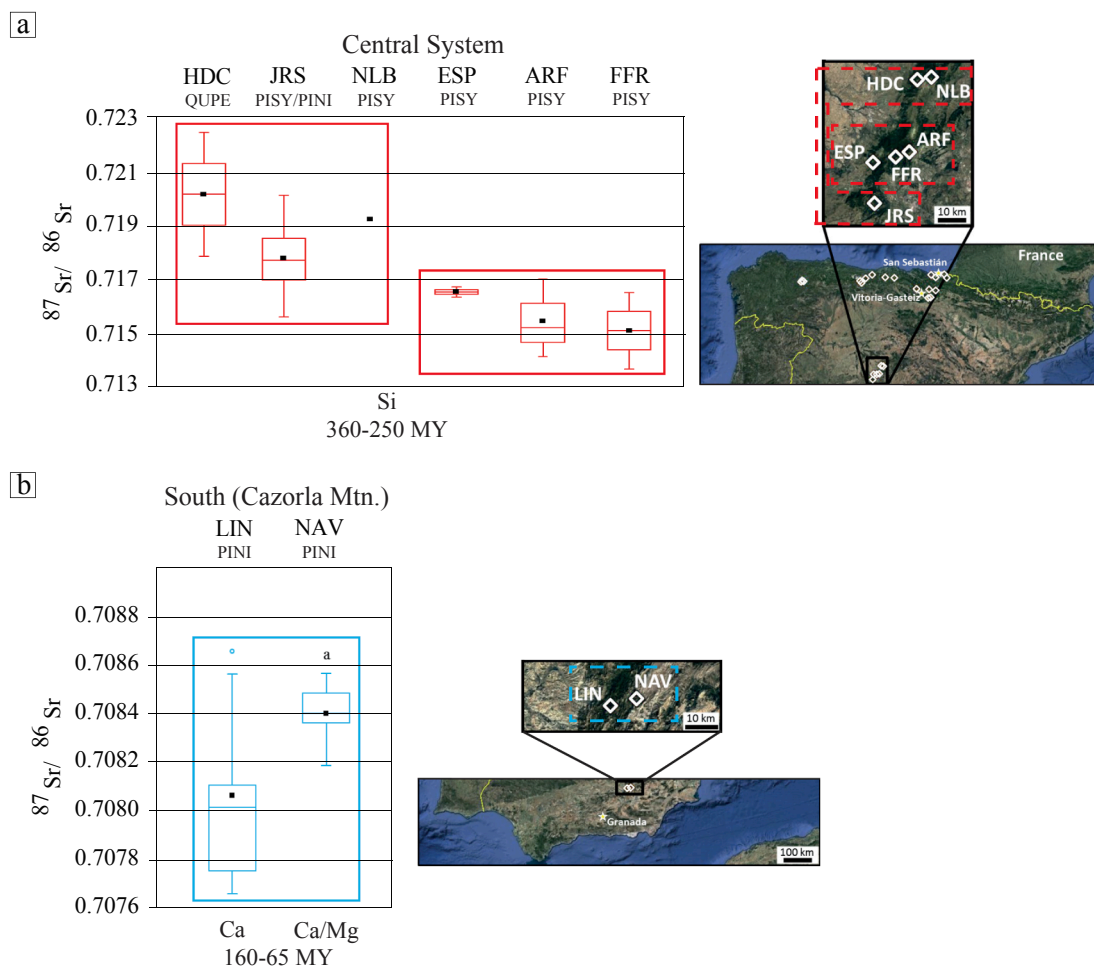 a
Central System
HDC JRS NLB ESP ARF FFR
QUPE PISY/PINI PISY PISY PISY PISY
0.723
0.721
0.719
0.717
0.715
0.713
87Sr/ 86Sr
Si
360-250 MY
HDC NLB
ARF
ESP
FFR
JRS
10 km
San Sebastián France
Vitoria-Gasteiz
b
South (Cazorla Mtn.)
LIN NAV
PINI PINI
0.7088
0.7086
0.7084
0.7082
0.7080
0.7078
0.7076
87Sr/ 86Sr
a
Ca Ca/Mg
160-65 MY
LIN NAV
10 km
Granada
100 km